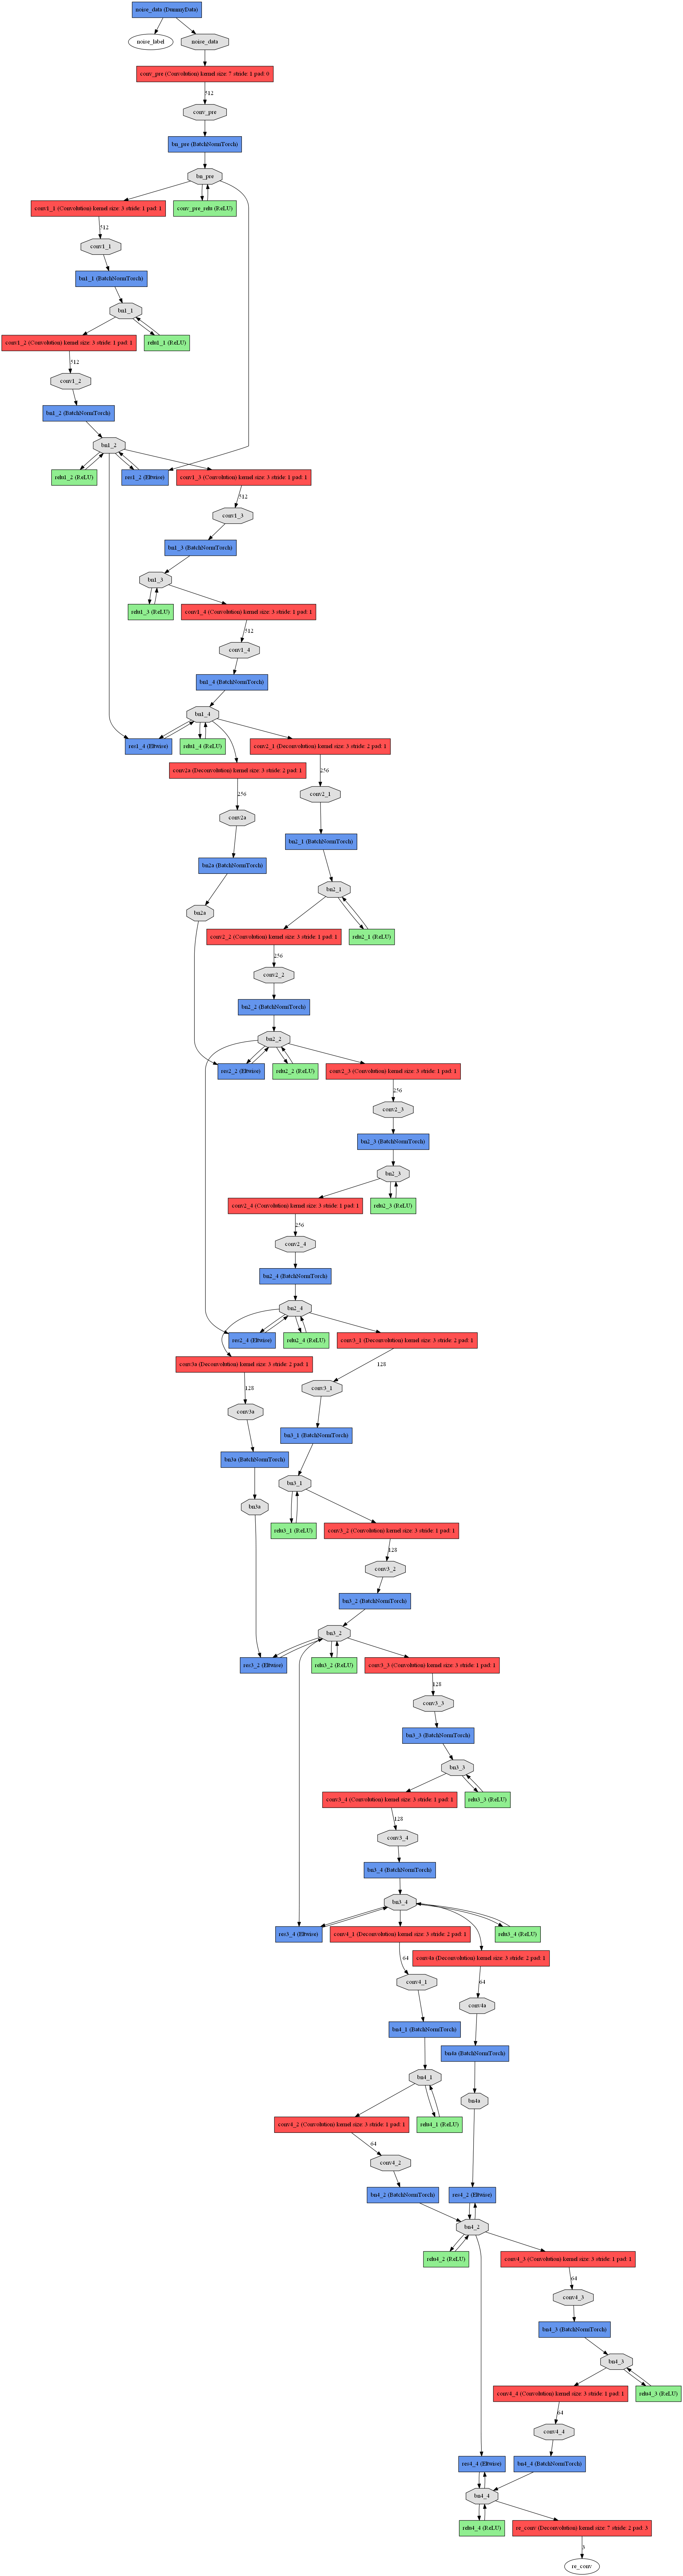 noise_data (DummyData)
noise_label
noise_data
conv_pre (Convolution) kernel size: 7 stride: 1 pad: 0
512
conv_pre
bn_pre (BatchNormTorch)
bn_pre
conv1_1 (Convolution) kernel size: 3 stride: 1 pad: 1
conv_pre_relu (ReLU)
512
conv1_1
bn1_1 (BatchNormTorch)
bn1_1
conv1_2 (Convolution) kernel size: 3 stride: 1 pad: 1
relu1_1 (ReLU)
512
conv1_2
bn1_2 (BatchNormTorch)
bn1_2
relu1_2 (ReLU)
res1_2 (Eltwise)
conv1_3 (Convolution) kernel size: 3 stride: 1 pad: 1
512
conv1_3
bn1_3 (BatchNormTorch)
bn1_3
relu1_3 (ReLU)
conv1_4 (Convolution) kernel size: 3 stride: 1 pad: 1
512
conv1_4
bn1_4 (BatchNormTorch)
bn1_4
res1_4 (Eltwise)
relu1_4 (ReLU)
conv2_1 (Deconvolution) kernel size: 3 stride: 2 pad: 1
conv2a (Deconvolution) kernel size: 3 stride: 2 pad: 1
256
conv2_1
256
conv2a
bn2_1 (BatchNormTorch)
bn2a (BatchNormTorch)
bn2_1
bn2a
conv2_2 (Convolution) kernel size: 3 stride: 1 pad: 1
relu2_1 (ReLU)
256
conv2_2
bn2_2 (BatchNormTorch)
bn2_2
res2_2 (Eltwise)
relu2_2 (ReLU)
conv2_3 (Convolution) kernel size: 3 stride: 1 pad: 1
256
conv2_3
bn2_3 (BatchNormTorch)
bn2_3
conv2_4 (Convolution) kernel size: 3 stride: 1 pad: 1
relu2_3 (ReLU)
256
conv2_4
bn2_4 (BatchNormTorch)
bn2_4
res2_4 (Eltwise)
relu2_4 (ReLU)
conv3_1 (Deconvolution) kernel size: 3 stride: 2 pad: 1
conv3a (Deconvolution) kernel size: 3 stride: 2 pad: 1
128
conv3_1
128
conv3a
bn3_1 (BatchNormTorch)
bn3a (BatchNormTorch)
bn3_1
bn3a
relu3_1 (ReLU)
conv3_2 (Convolution) kernel size: 3 stride: 1 pad: 1
128
conv3_2
bn3_2 (BatchNormTorch)
bn3_2
res3_2 (Eltwise)
relu3_2 (ReLU)
conv3_3 (Convolution) kernel size: 3 stride: 1 pad: 1
128
conv3_3
bn3_3 (BatchNormTorch)
bn3_3
conv3_4 (Convolution) kernel size: 3 stride: 1 pad: 1
relu3_3 (ReLU)
128
conv3_4
bn3_4 (BatchNormTorch)
bn3_4
res3_4 (Eltwise)
conv4_1 (Deconvolution) kernel size: 3 stride: 2 pad: 1
relu3_4 (ReLU)
conv4a (Deconvolution) kernel size: 3 stride: 2 pad: 1
64
conv4_1
64
conv4a
bn4_1 (BatchNormTorch)
bn4a (BatchNormTorch)
bn4_1
bn4a
conv4_2 (Convolution) kernel size: 3 stride: 1 pad: 1
relu4_1 (ReLU)
64
conv4_2
bn4_2 (BatchNormTorch)
res4_2 (Eltwise)
bn4_2
relu4_2 (ReLU)
conv4_3 (Convolution) kernel size: 3 stride: 1 pad: 1
64
conv4_3
bn4_3 (BatchNormTorch)
bn4_3
conv4_4 (Convolution) kernel size: 3 stride: 1 pad: 1
relu4_3 (ReLU)
64
conv4_4
res4_4 (Eltwise)
bn4_4 (BatchNormTorch)
bn4_4
relu4_4 (ReLU)
re_conv (Deconvolution) kernel size: 7 stride: 2 pad: 3
3
re_conv